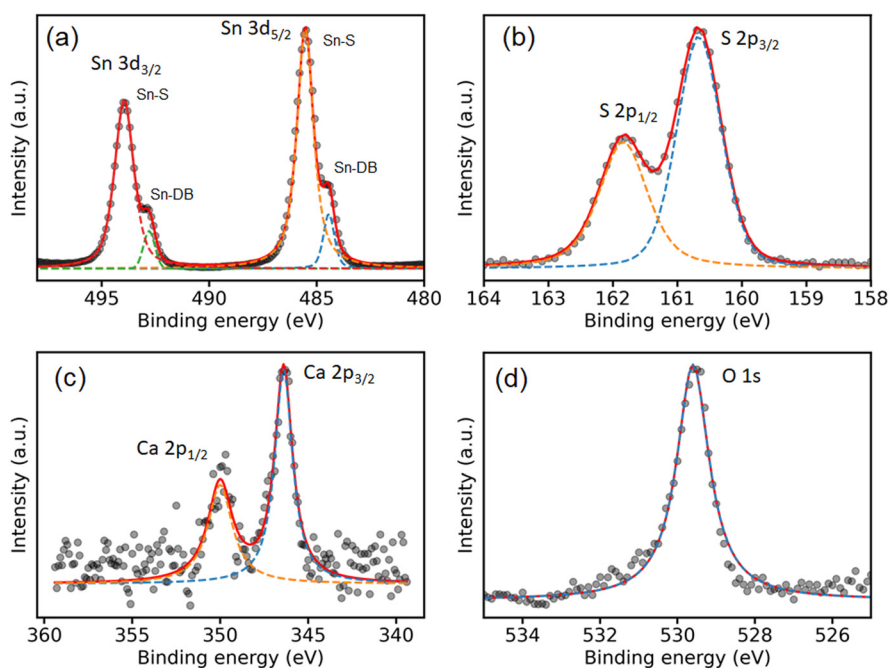 (a)
Sn 3d3/2
Sn-S
Sn-DB
Sn 3d5/2
Sn-S
Sn-DB
Intensity (a.u.)
495 490 485 480
Binding energy (eV)
(b)
S 2p1/2
S 2p3/2
Intensity (a.u.)
164 163 162 161 160 159 158
Binding energy (eV)
(c)
Ca 2p1/2
Ca 2p3/2
Intensity (a.u.)
360 355 350 345 340
Binding energy (eV)
(d)
O 1s
Intensity (a.u.)
534 532 530 528 526
Binding energy (eV)